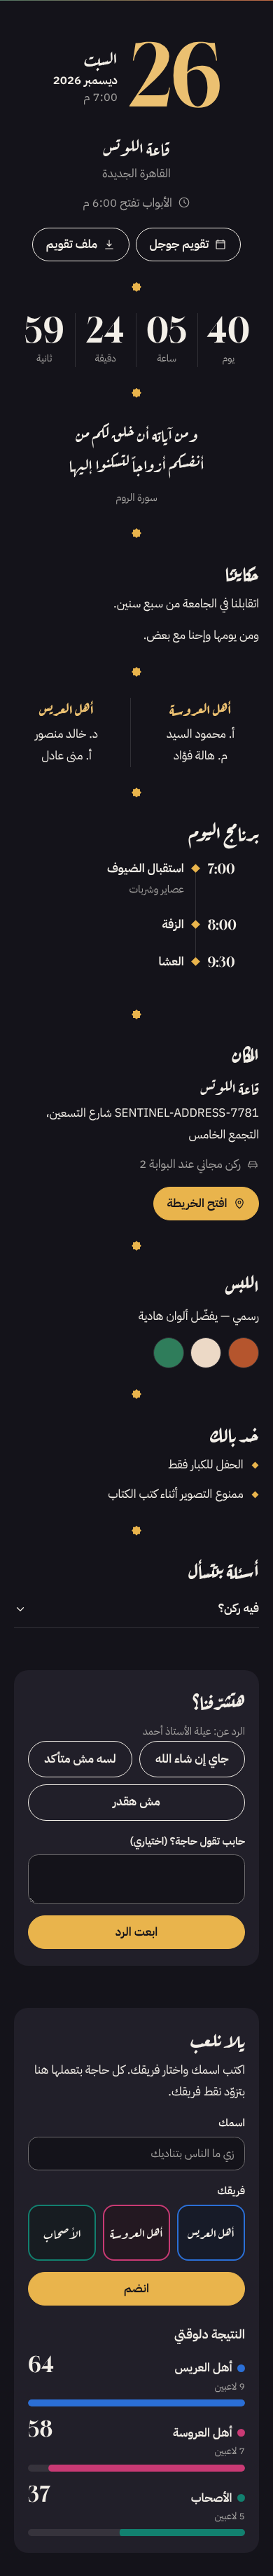 26
السبت
ديسمبر 2026
7:00 م
قاعة اللوتس
القاهرة الجديدة
الأبواب تفتح 6:00 م
تقويم جوجل
ملف تقويم
40 05 24 59
يوم ساعة دقيقة ثانية
ومن آياته أن خلق لكم من
أنفسكم أزواجاً لتسكنوا إليها
سورة الروم
حكايتنا
اتقابلنا في الجامعة من سبع سنين.
ومن يومها وإحنا مع بعض.
أهل العروسة
أ. محمود السيد
م. هالة فؤاد
أهل العريس
د. خالد منصور
أ. منى عادل
برنامج اليوم
7:00 استقبال الضيوف
عصاير وشربات
8:00 الزفة
9:30 العشا
المكان
قاعة اللوتس
SENTINEL-ADDRESS-7781 شارع التسعين،
التجمع الخامس
ركن مجاني عند البوابة 2
افتح الخريطة
اللبس
رسمي — يفضّل ألوان هادية
خد بالك
الحفل للكبار فقط
ممنوع التصوير أثناء كتب الكتاب
أسئلة بتتسأل
فيه ركن؟
هتشرّفنا؟
الرد عن: عيلة الأستاذ أحمد
جاي إن شاء الله
لسه مش متأكد
مش هقدر
حابب تقول حاجة؟ (اختياري)
ابعت الرد
يلا نلعب
اكتب اسمك واختار فريقك. كل حاجة بتعملها هنا
بتزوّد نقط فريقك.
اسمك
زي ما الناس بتناديك
فريقك
أهل العريس
أهل العروسة
الأصحاب
انضم
النتيجة دلوقتي
أهل العريس 64
9 لاعبين
أهل العروسة 58
7 لاعبين
الأصحاب 37
5 لاعبين